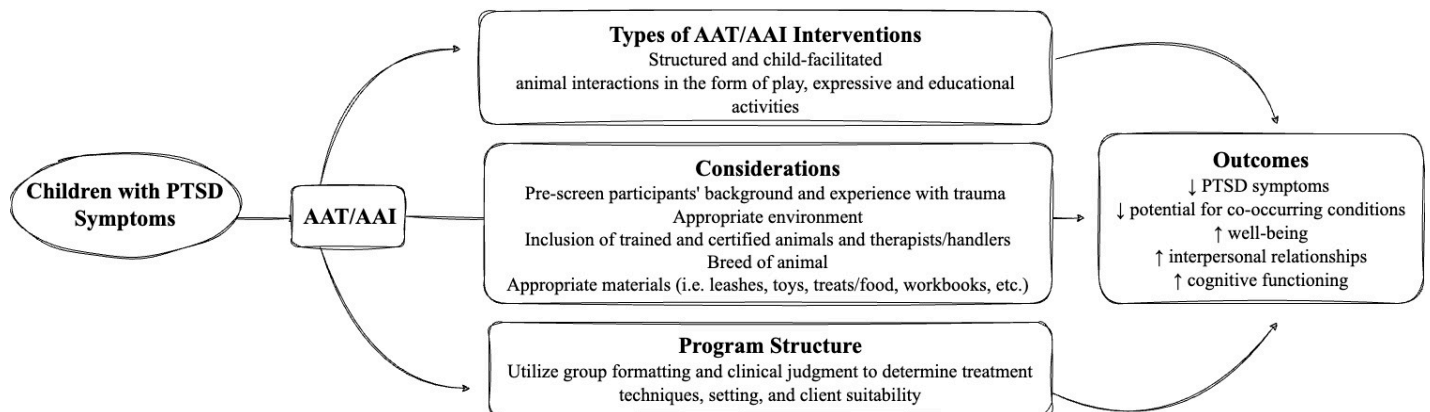 Children with PTSD
Symptoms
AAT/AAI
Types of AAT/AAI Interventions
Structured and child-facilitated
animal interactions in the form of play, expressive and educational
activities
Considerations
Pre-screen participants' background and experience with trauma
Appropriate environment
Inclusion of trained and certified animals and therapists/handlers
Breed of animal
Appropriate materials (i.e. leashes, toys, treats/food, workbooks, etc.)
Program Structure
Utilize group formatting and clinical judgment to determine treatment
techniques, setting, and client suitability
Outcomes
↓ PTSD symptoms
↓ potential for co-occurring conditions
↑ well-being
↑ interpersonal relationships
↑ cognitive functioning